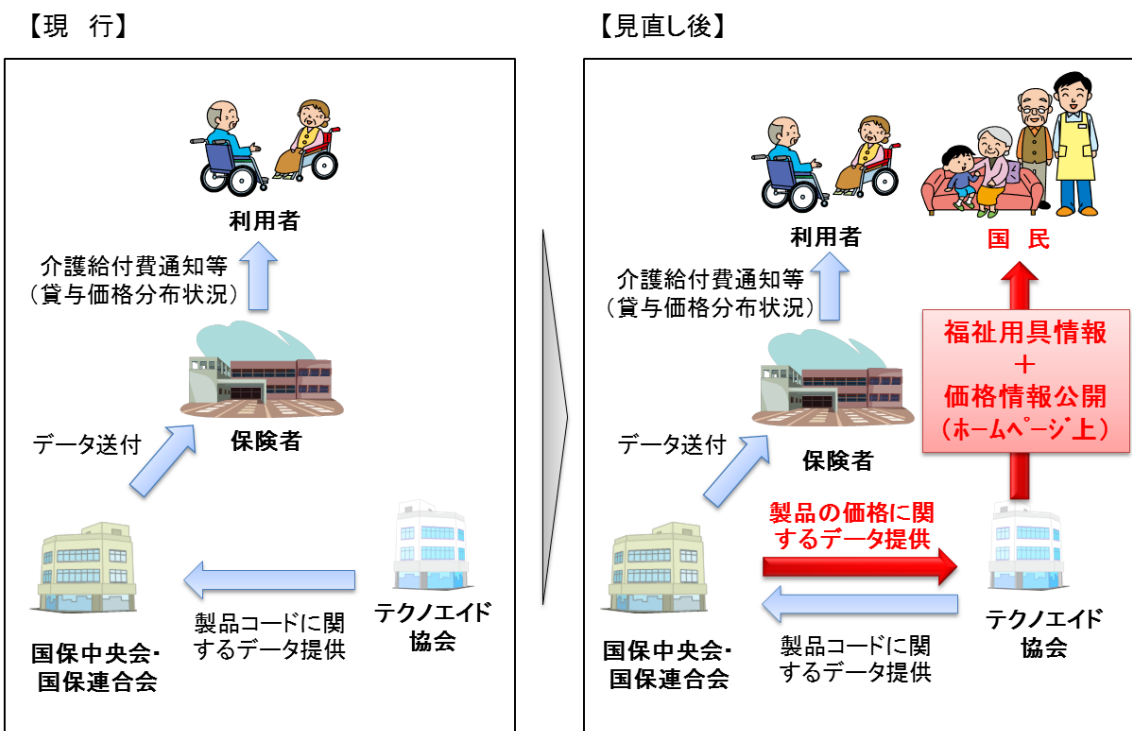 【現　行】
利用者
介護給付費通知等
（貸与価格分布状況）
保険者
データ送付
国保中央会・
国保連合会
製品コードに関
するデータ提供
テクノエイド
協会
【見直し後】
利用者
国　民
介護給付費通知等
（貸与価格分布状況）
福祉用具情報
＋
価格情報公開
（ﾎｰﾑﾍﾟｰｼﾞ上）
保険者
データ送付
製品の価格に関
するデータ提供
国保中央会・
国保連合会
製品コードに関
するデータ提供
テクノエイド
協会